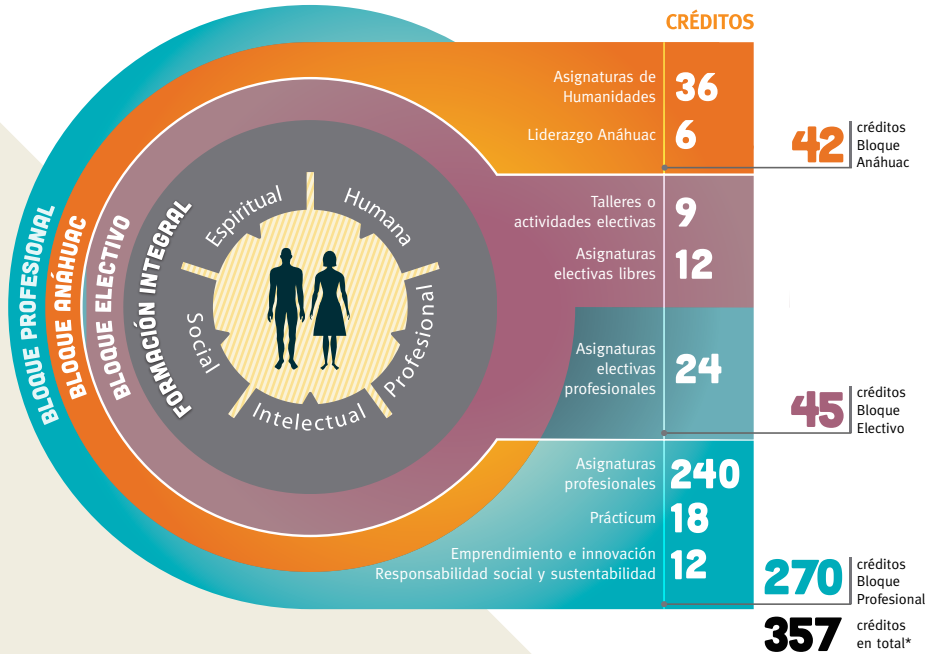 CRÉDITOS
Asignaturas de
Humanidades
36
Liderazgo Anáhuac
6
42
créditos
Bloque
Anáhuac
Talleres o
actividades electivas
9
Asignaturas
electivas libres
12
Asignaturas
electivas
profesionales
24
45
créditos
Bloque
Electivo
Asignaturas
profesionales
240
Prácticum
18
Emprendimiento e innovación
Responsabilidad social y sustentabilidad
12
270
créditos
Bloque
Profesional
357
créditos
en total*
BLOQUE PROFESIONAL
BLOQUE ANÁHUAC
BLOQUE ELECTIVO
FORMACIÓN INTEGRAL
Espiritual
Humana
Profesional
Intelectual
Social